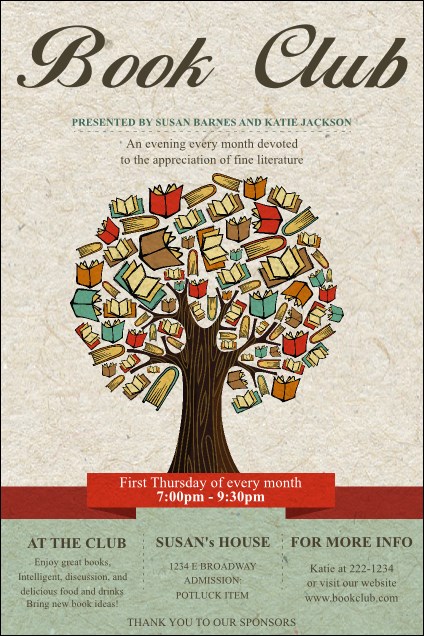 Book Club
PRESENTED BY SUSAN BARNES AND KATIE JACKSON
An evening every month devoted
to the appreciation of fine literature
First Thursday of every month
7:00pm - 9:30pm
AT THE CLUB
Enjoy great books,
Intelligent, discussion, and
delicious food and drinks
Bring new book ideas!
SUSAN's HOUSE
1234 E BROADWAY
ADMISSION:
POTLUCK ITEM
FOR MORE INFO
Katie at 222-1234
or visit our website
www.bookclub.com
THANK YOU TO OUR SPONSORS